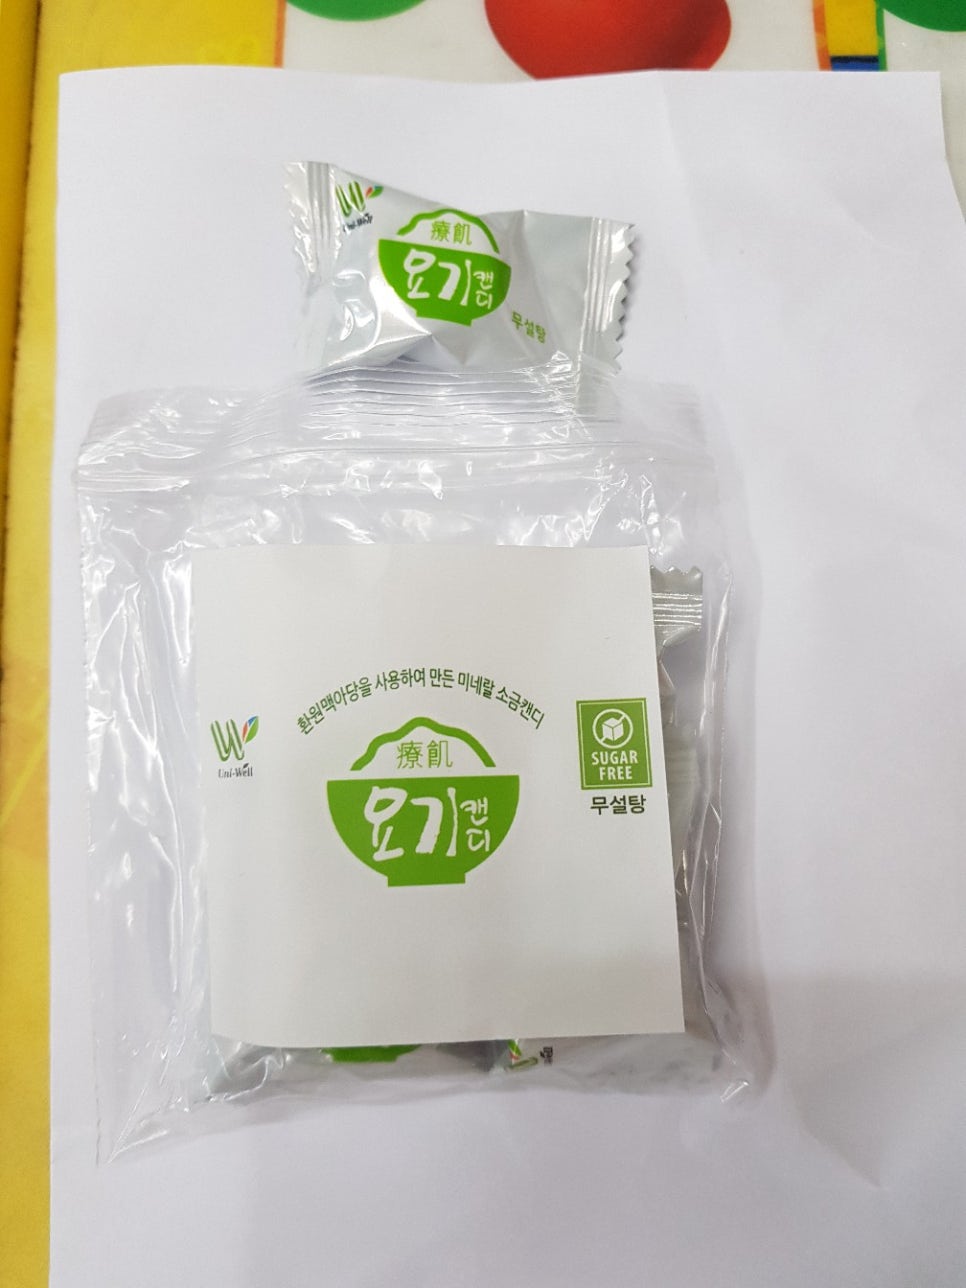 Uni-Well
療飢
요기캔디
무설탕
환원맥아당을 사용하여 만든 미네랄 소금캔디
Uni-Well
療飢
요기캔디
SUGAR
FREE
무설탕